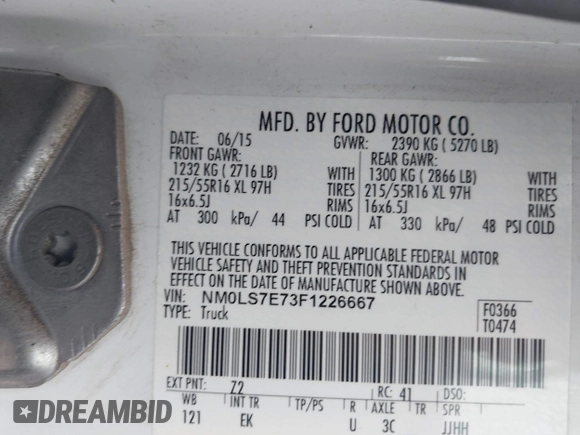 MFD. BY FORD MOTOR CO.
DATE: 06/15 GVWR: 2390 KG ( 5270 LB)
FRONT GAWR: REAR GAWR:
1232 KG ( 2716 LB) WITH 1300 KG ( 2866 LB) WITH
215/55R16 XL 97H TIRES 215/55R16 XL 97H TIRES
16x6.5J RIMS 16x6.5J RIMS
AT 300 kPa/ 44 PSI COLD AT 330 kPa/ 48 PSI COLD
THIS VEHICLE CONFORMS TO ALL APPLICABLE FEDERAL MOTOR
VEHICLE SAFETY AND THEFT PREVENTION STANDARDS IN
EFFECT ON THE DATE OF MANUFACTURE SHOWN ABOVE.
VIN: NM0LS7E73F1226667 F0366
TYPE: Truck T0474
EXT PNT: Z2 RC: 41 DSO:
WB INT TR TP/PS R AXLE TR SPR
121 EK U 3C JJHH
DREAMBID